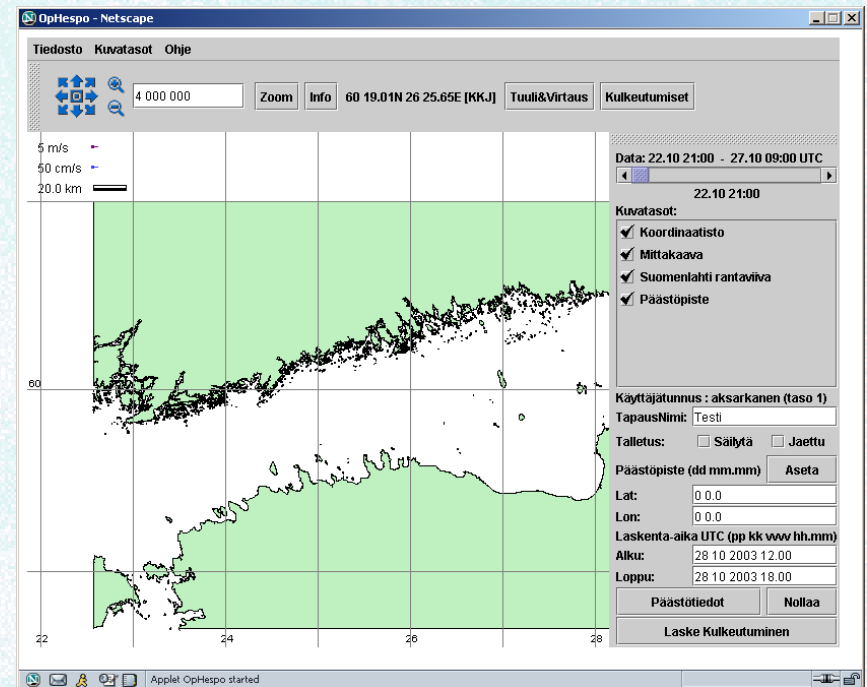 OpHespo - Netscape
Tiedosto Kuvatasot Ohje
4 000 000 Zoom Info 60 19.01N 26 25.65E [KKJ] Tuuli&Virtaus Kulkeutumiset
5 m/s
50 cm/s
20.0 km
60
22 24 26 28
Data: 22.10 21:00 - 27.10 09:00 UTC
22.10 21:00
Kuvatasot:
Koordinaatisto
Mittakaava
Suomenlahti rantaviiva
Päästöpiste
Käyttäjätunnus : aksarkanen (taso 1)
TapausNimi: Testi
Talletus: Säilytä Jaettu
Päästöpiste (dd mm.mm) Aseta
Lat: 0 0.0
Lon: 0 0.0
Laskenta-aika UTC (pp kk vvvv hh.mm)
Alku: 28 10 2003 12.00
Loppu: 28 10 2003 18.00
Päästötiedot Nollaa
Laske Kulkeutuminen
Applet OpHespo started